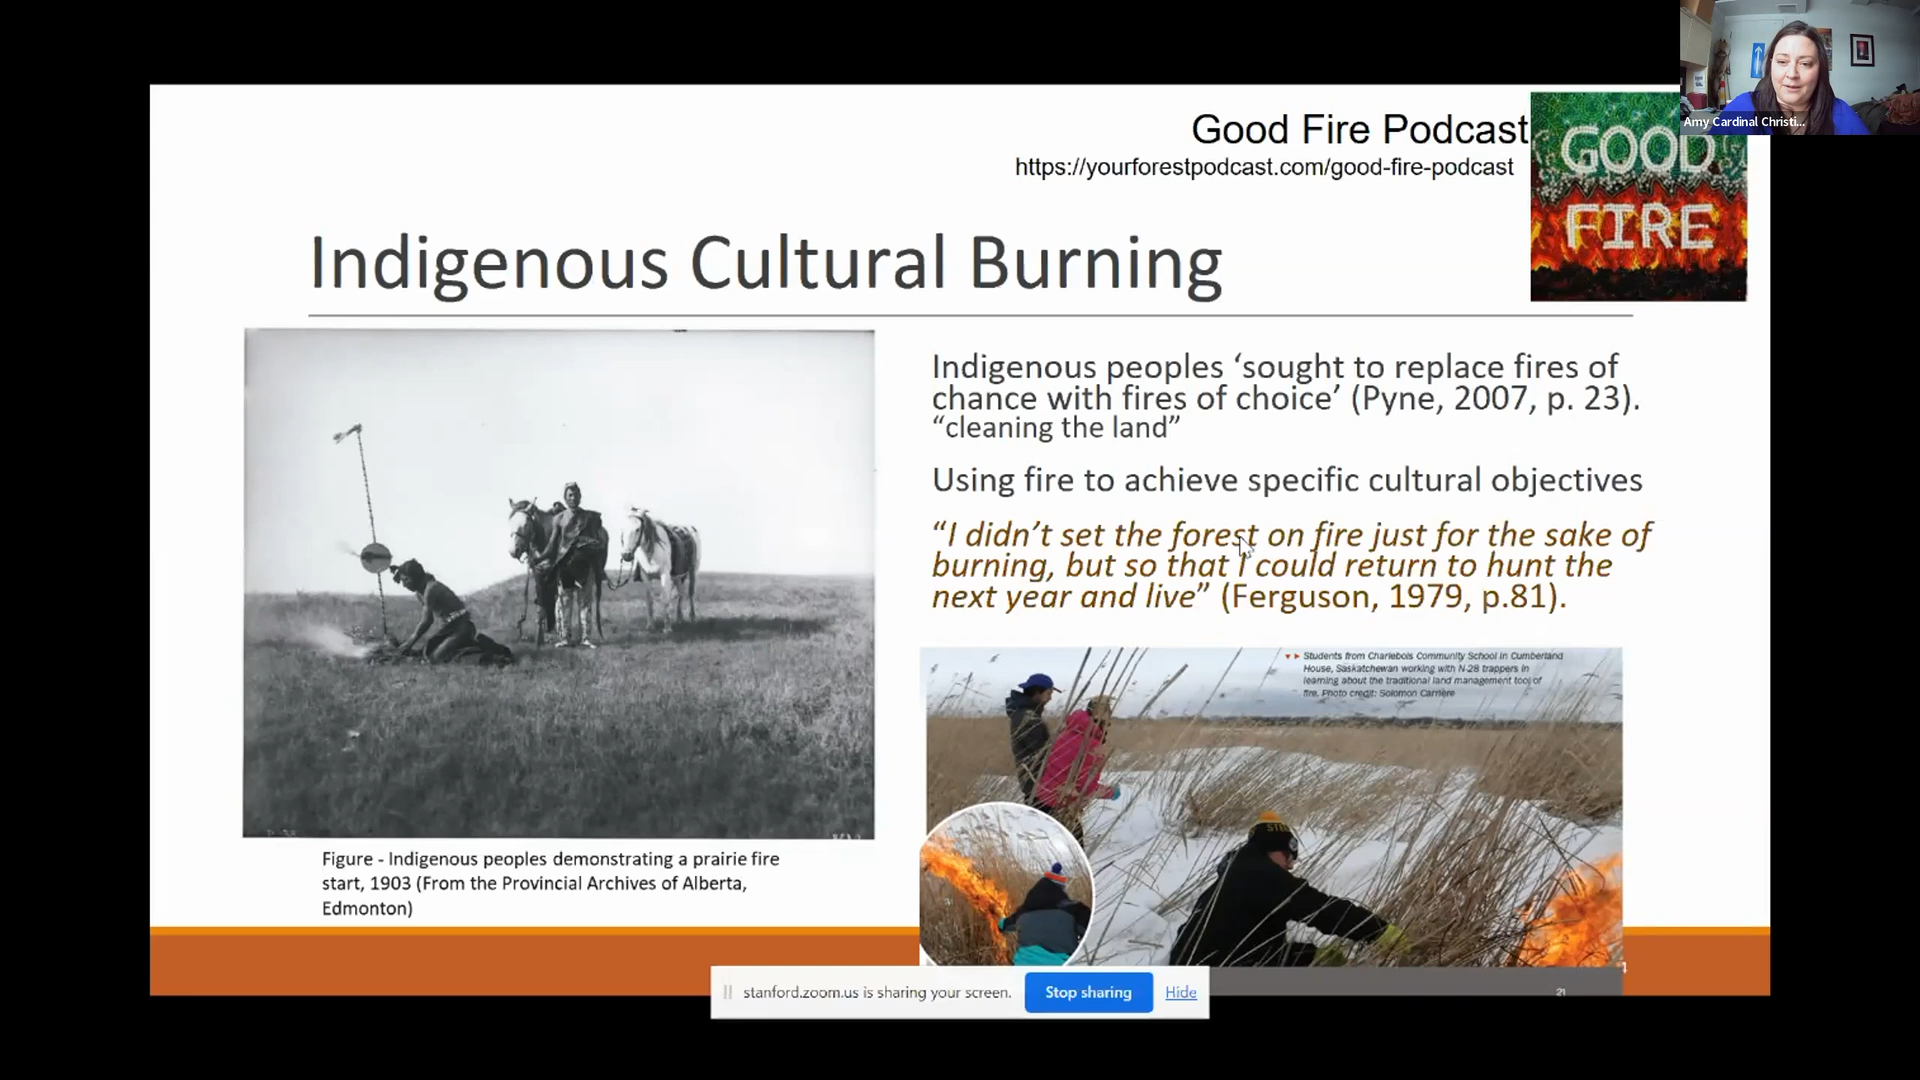 Good Fire Podcast
https://yourforestpodcast.com/good-fire-podcast
GOOD
FIRE
Amy Cardinal Christi...
Indigenous Cultural Burning
Indigenous peoples ‘sought to replace fires of
chance with fires of choice’ (Pyne, 2007, p. 23).
“cleaning the land”
Using fire to achieve specific cultural objectives
“I didn’t set the forest on fire just for the sake of
burning, but so that I could return to hunt the
next year and live” (Ferguson, 1979, p.81).
Students from Charlebois Community School in Cumberland
House, Saskatchewan working with N-28 trappers in
learning about the traditional land management tool of
fire. Photo credit: Solomon Carriere
Figure - Indigenous peoples demonstrating a prairie fire
start, 1903 (From the Provincial Archives of Alberta,
Edmonton)
stanford.zoom.us is sharing your screen.
Stop sharing
Hide
21